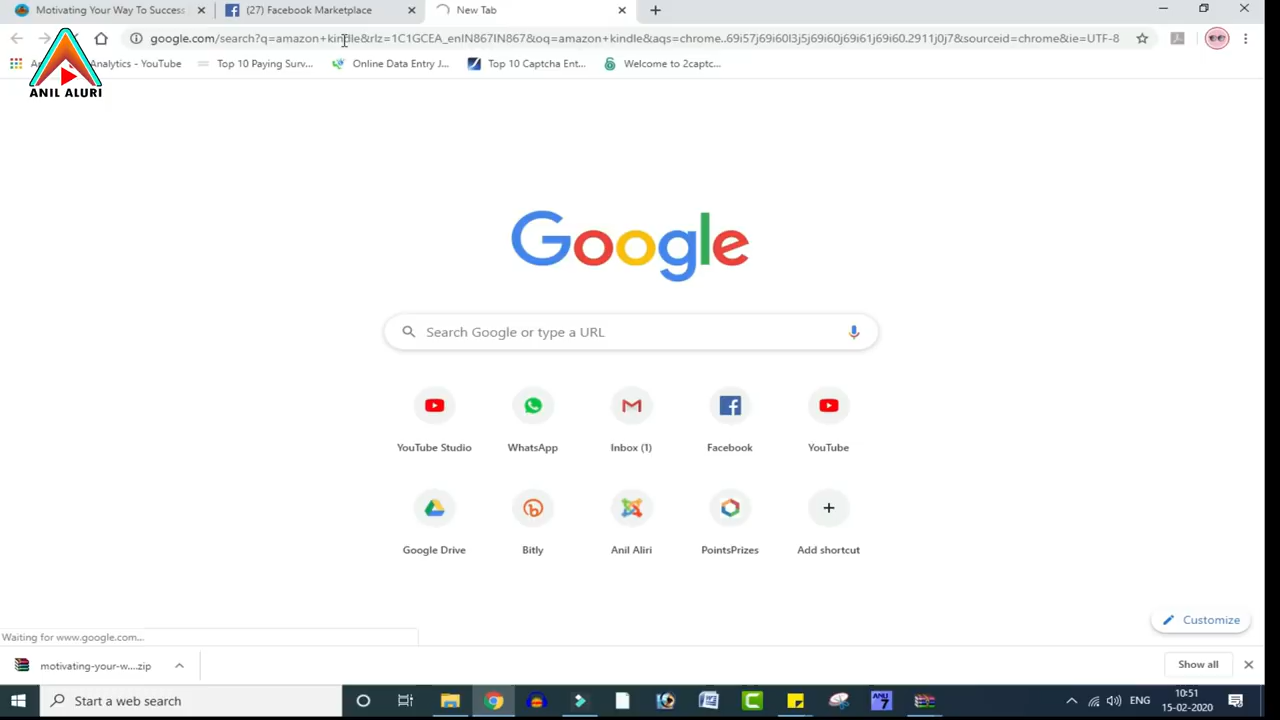 Motivating Your Way To Success
(27) Facebook Marketplace
New Tab
google.com/search?q=amazon+kindle&rlz=1C1GCEA_enIN867IN867&oq=amazon+kindle&aqs=chrome..69i57j69i60l3j5j69i60j69i61j69i60.2911j0j7&sourceid=chrome&ie=UTF-8
Analytics - YouTube
Top 10 Paying Surv...
Online Data Entry J...
Top 10 Captcha Ent...
Welcome to 2captc...
ANIL ALURI
Google
Search Google or type a URL
YouTube Studio
WhatsApp
Inbox (1)
Facebook
YouTube
Google Drive
Bitly
Anil Aliri
PointsPrizes
Add shortcut
Customize
Waiting for www.google.com...
motivating-your-w....zip
Show all
Start a web search
ENG
10:51
15-02-2020